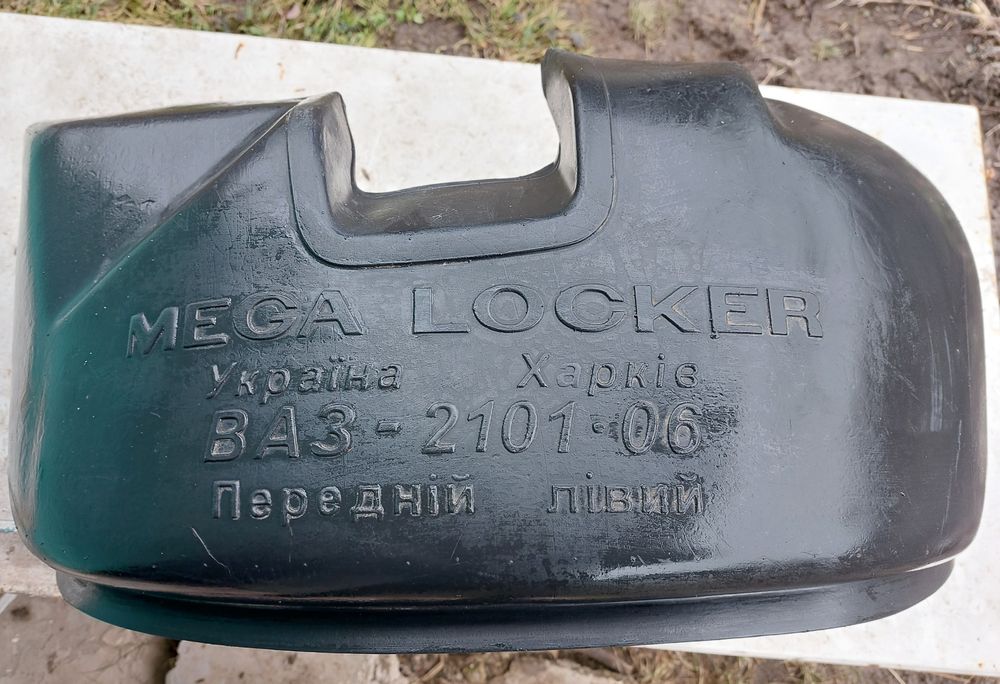 MEGA LOCKER
Україна Харків
ВАЗ-2101·06
Передній лівий